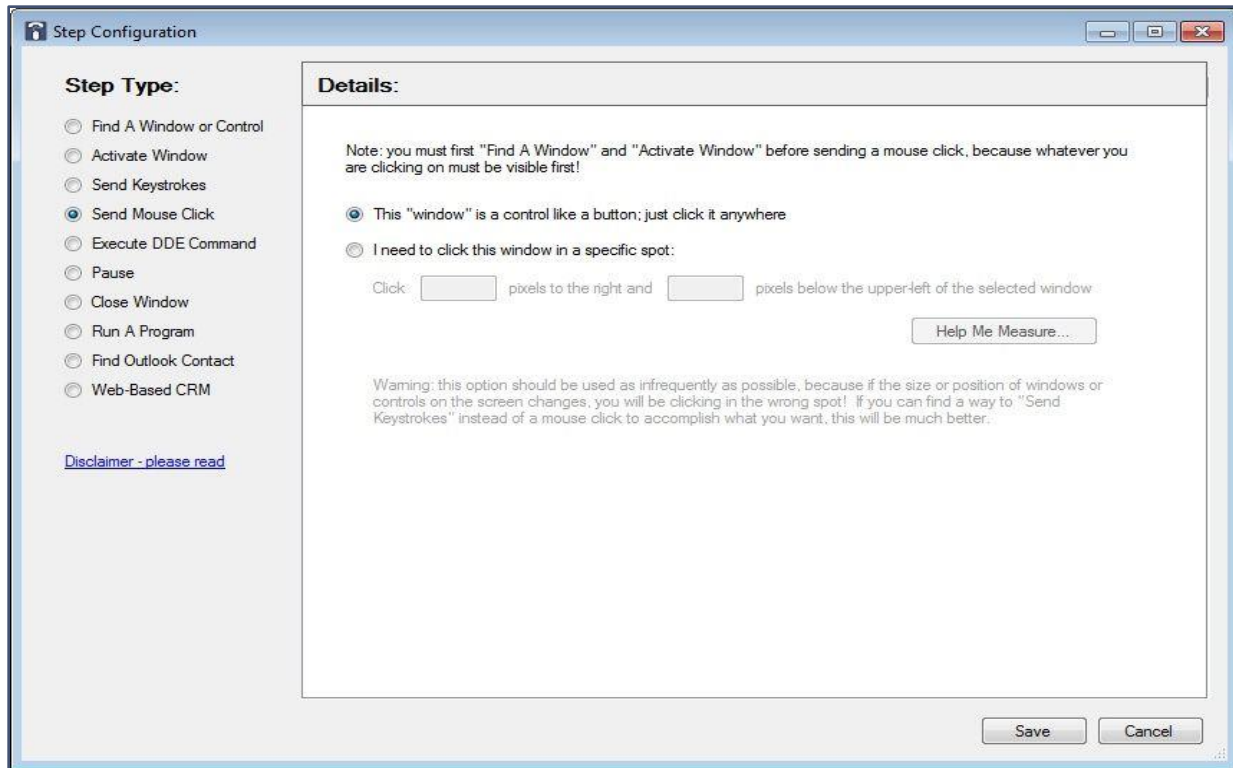 Step Configuration
Step Type:
Find A Window or Control
Activate Window
Send Keystrokes
Send Mouse Click
Execute DDE Command
Pause
Close Window
Run A Program
Find Outlook Contact
Web-Based CRM
Disclaimer - please read
Details:
Note: you must first "Find A Window" and "Activate Window" before sending a mouse click, because whatever you
are clicking on must be visible first!
This "window" is a control like a button; just click it anywhere
I need to click this window in a specific spot:
Click pixels to the right and pixels below the upper-left of the selected window
Help Me Measure...
Warning: this option should be used as infrequently as possible, because if the size or position of windows or
controls on the screen changes, you will be clicking in the wrong spot! If you can find a way to "Send
Keystrokes" instead of a mouse click to accomplish what you want, this will be much better.
Save Cancel